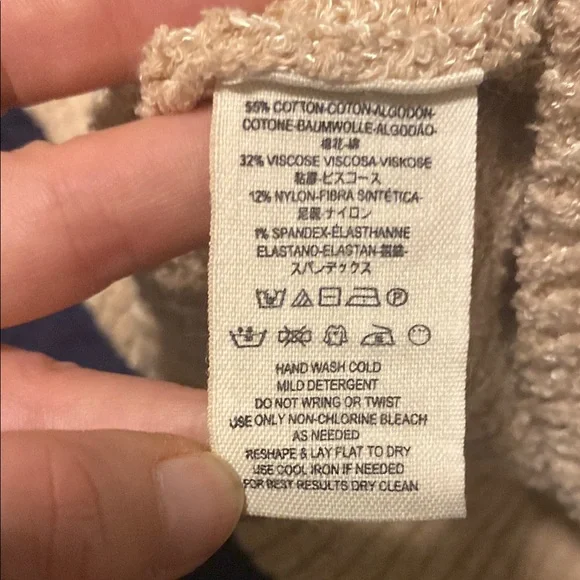 55% COTTON-COTON-ALGODON-
COTONE-BAUMWOLLE-ALGODÃO-
棉花-綿
32% VISCOSE VISCOSA-VISKOSE
粘膠-ビスコース
12% NYLON-FIBRA SINTÉTICA-
尼龍-ナイロン
1% SPANDEX-ÉLASTHANNE
ELASTANO-ELASTAN-
スパンデックス
HAND WASH COLD
MILD DETERGENT
DO NOT WRING OR TWIST
USE ONLY NON-CHLORINE BLEACH
AS NEEDED
RESHAPE & LAY FLAT TO DRY
USE COOL IRON IF NEEDED
FOR BEST RESULTS DRY CLEAN